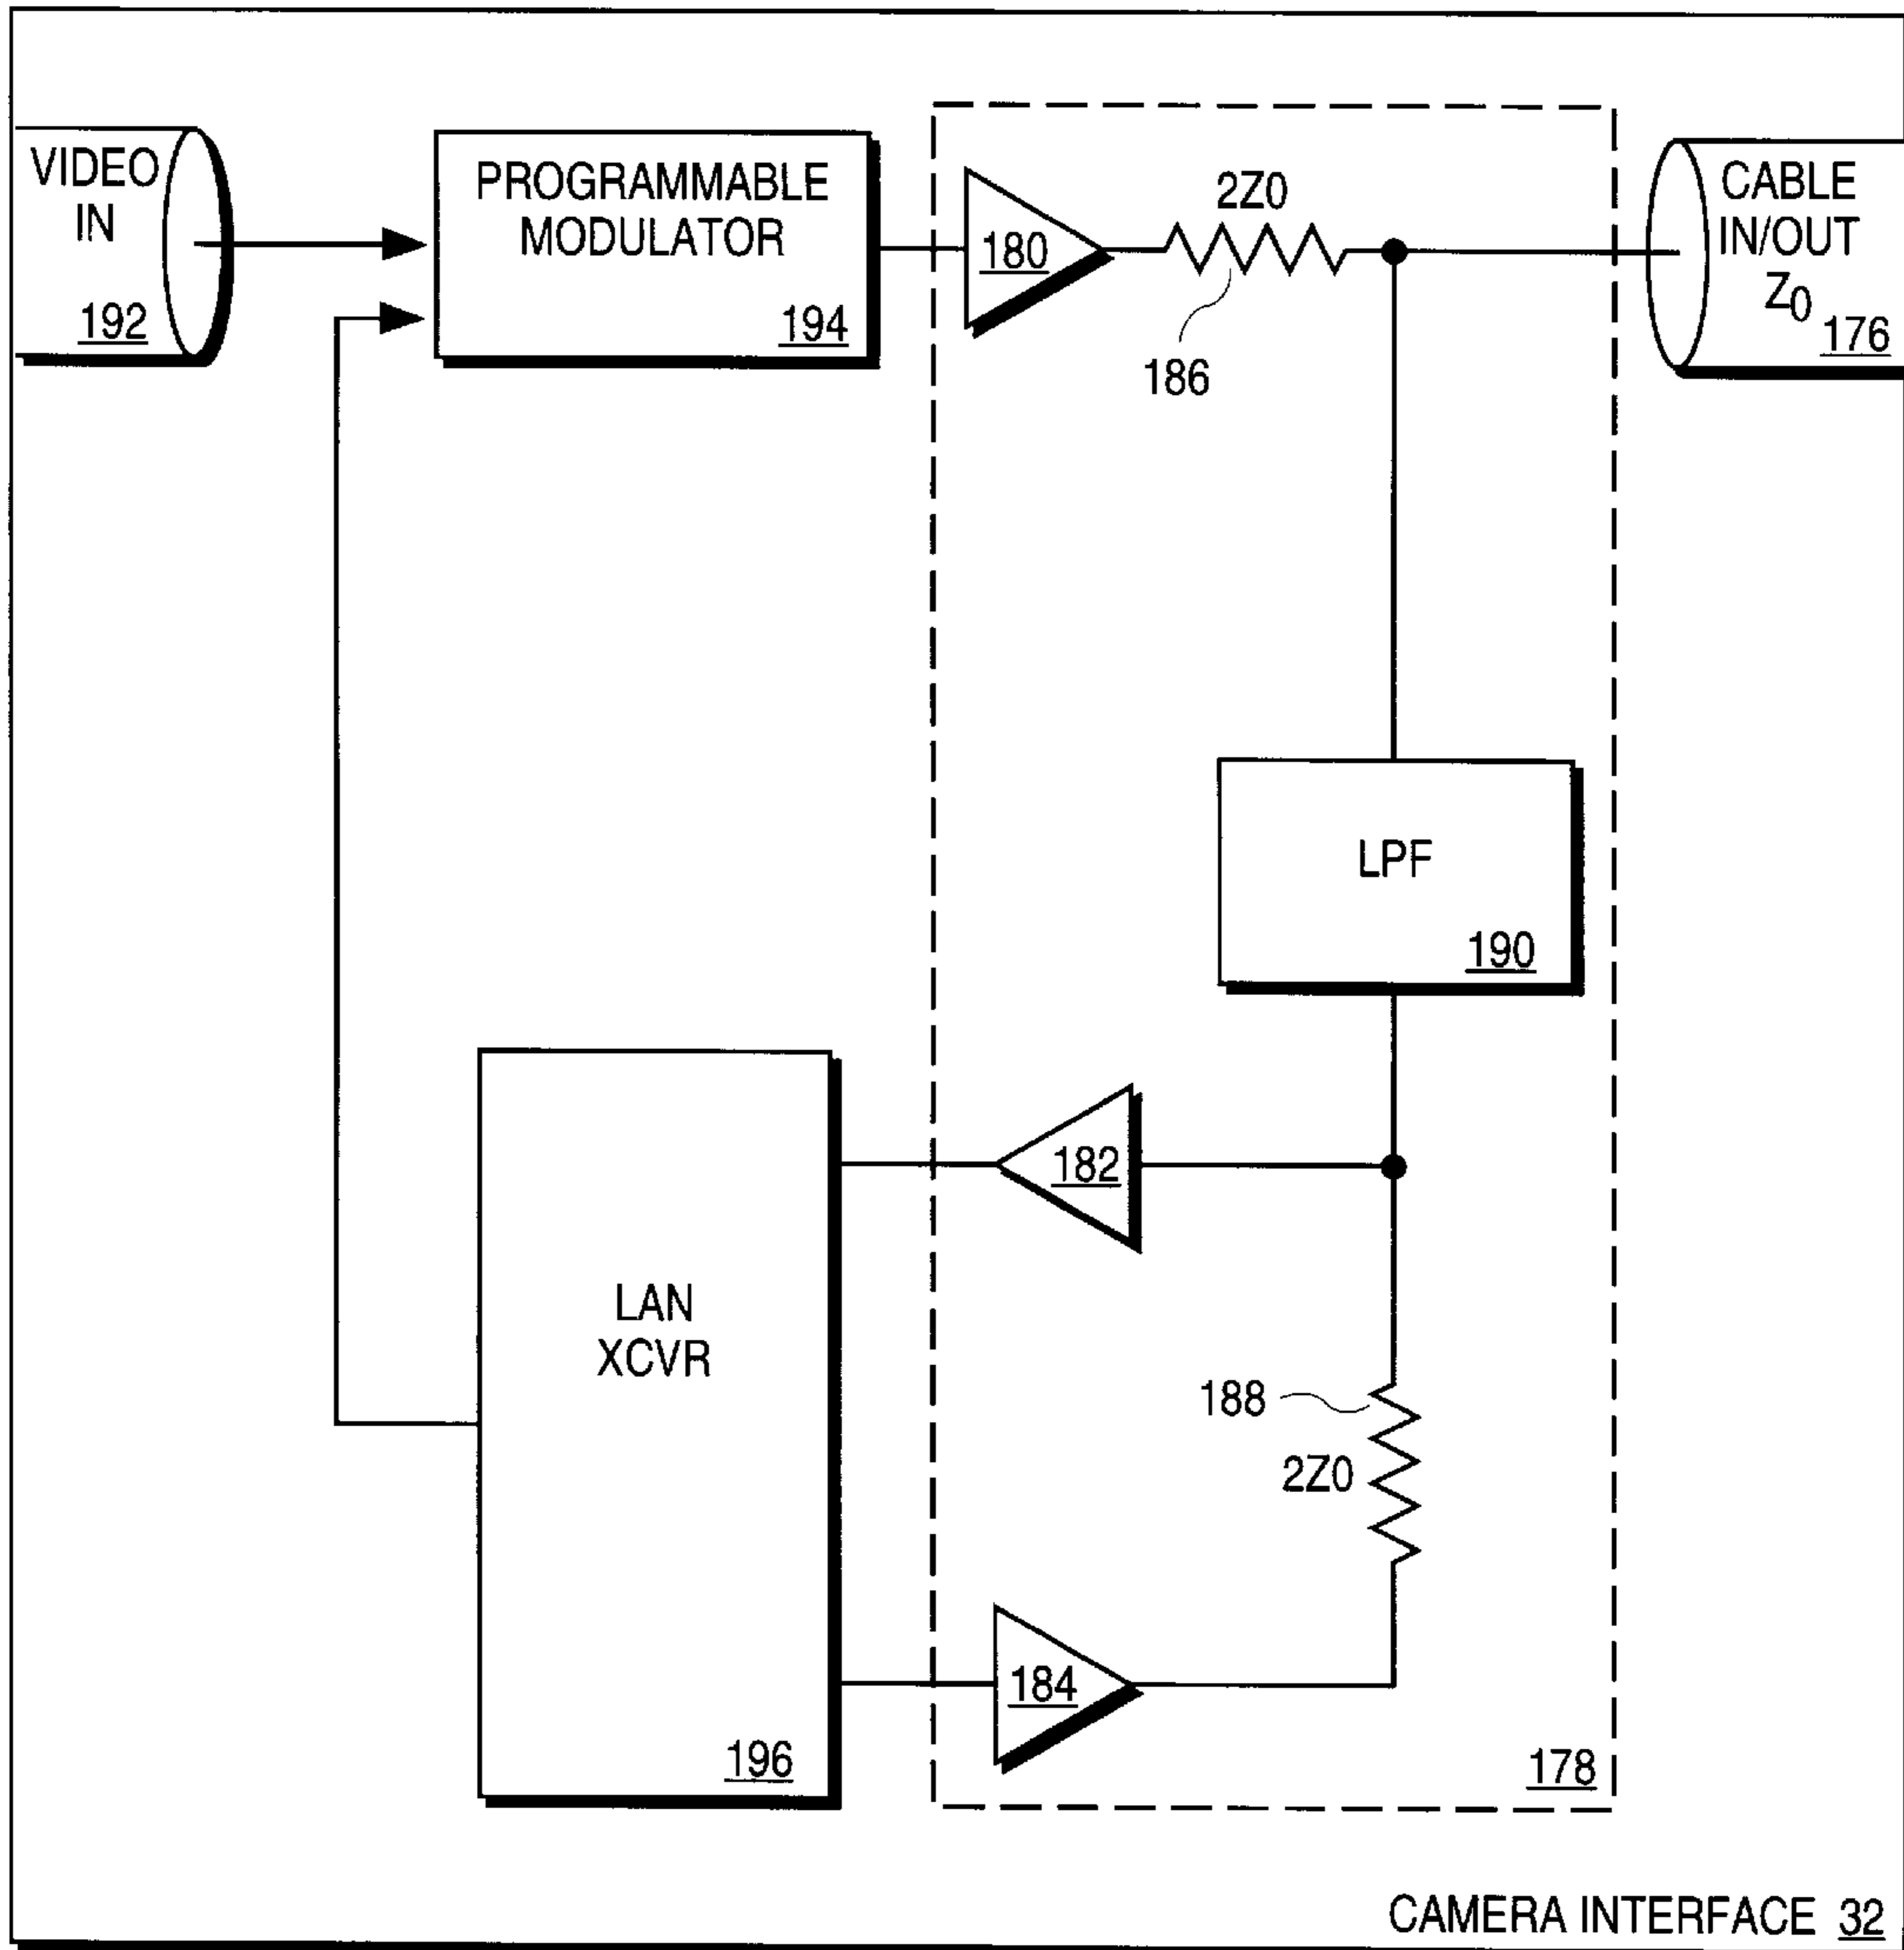 VIDEO
IN
192
PROGRAMMABLE
MODULATOR
194
180
2Z0
186
CABLE
IN/OUT
Z0
176
LPF
190
182
LAN
XCVR
188
2Z0
184
196
178
CAMERA INTERFACE 32